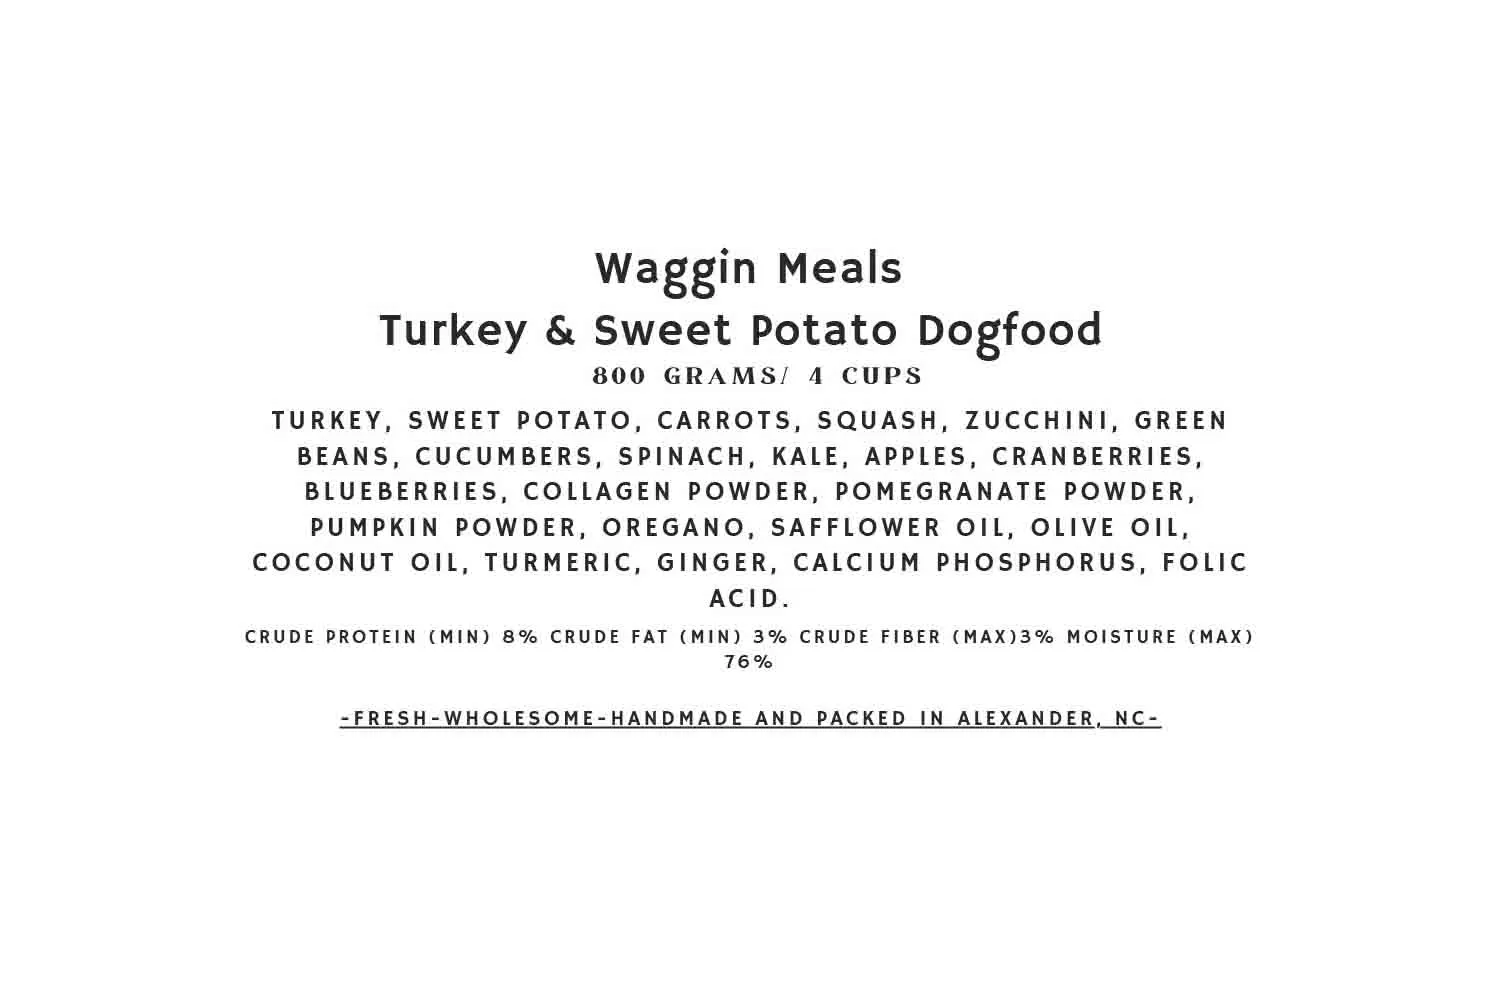 Waggin Meals
Turkey & Sweet Potato Dogfood
800 GRAMS/ 4 CUPS
TURKEY, SWEET POTATO, CARROTS, SQUASH, ZUCCHINI, GREEN
BEANS, CUCUMBERS, SPINACH, KALE, APPLES, CRANBERRIES,
BLUEBERRIES, COLLAGEN POWDER, POMEGRANATE POWDER,
PUMPKIN POWDER, OREGANO, SAFFLOWER OIL, OLIVE OIL,
COCONUT OIL, TURMERIC, GINGER, CALCIUM PHOSPHORUS, FOLIC
ACID.
CRUDE PROTEIN (MIN) 8% CRUDE FAT (MIN) 3% CRUDE FIBER (MAX)3% MOISTURE (MAX)
76%
-FRESH-WHOLESOME-HANDMADE AND PACKED IN ALEXANDER, NC-